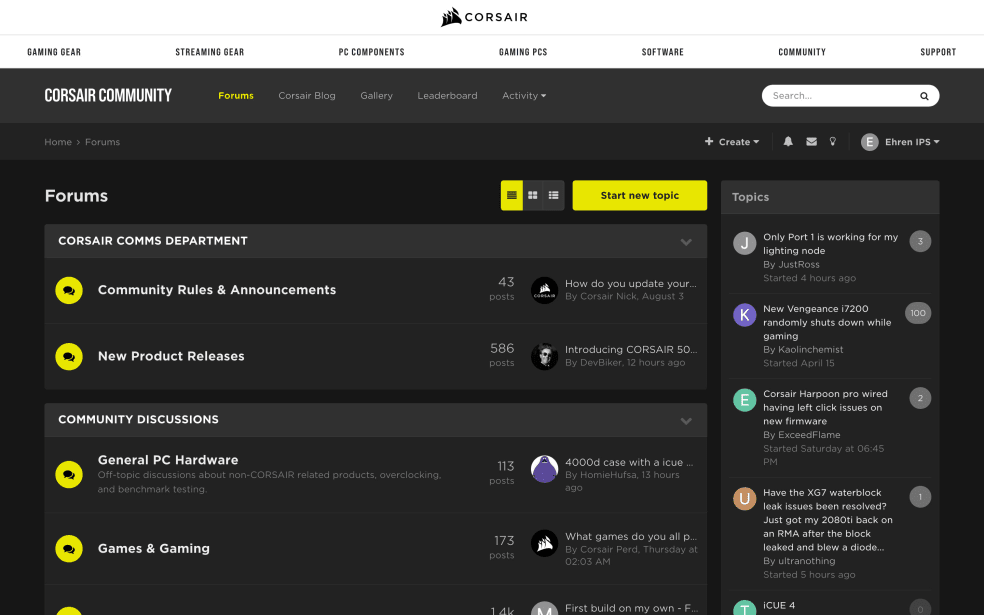 CORSAIR
GAMING GEAR
STREAMING GEAR
PC COMPONENTS
GAMING PCS
SOFTWARE
COMMUNITY
SUPPORT
CORSAIR COMMUNITY
Forums
Corsair Blog
Gallery
Leaderboard
Activity
Search...
Home > Forums
+ Create
E
Ehren IPS
Forums
Start new topic
CORSAIR COMMS DEPARTMENT
Community Rules & Announcements
43
posts
CORSAIR
How do you update your...
By Corsair Nick, August 3
New Product Releases
586
posts
Introducing CORSAIR 50...
By DevBiker, 12 hours ago
COMMUNITY DISCUSSIONS
General PC Hardware
Off-topic discussions about non-CORSAIR related products, overclocking,
and benchmark testing.
113
posts
4000d case with a icue ...
By HomieHufsa, 13 hours
ago
Games & Gaming
173
posts
What games do you all p...
By Corsair Perd, Thursday at
02:03 AM
1.4k
M
First build on my own - F...
Topics
J
Only Port 1 is working for my
lighting node
By JustRoss
Started 4 hours ago
3
K
New Vengeance i7200
randomly shuts down while
gaming
By Kaolinchemist
Started April 15
100
E
Corsair Harpoon pro wired
having left click issues on
new firmware
By ExceedFlame
Started Saturday at 06:45
PM
2
U
Have the XG7 waterblock
leak issues been resolved?
Just got my 2080ti back on
an RMA after the block
leaked and blew a diode...
By ultranothing
Started 5 hours ago
1
T
iCUE 4
0